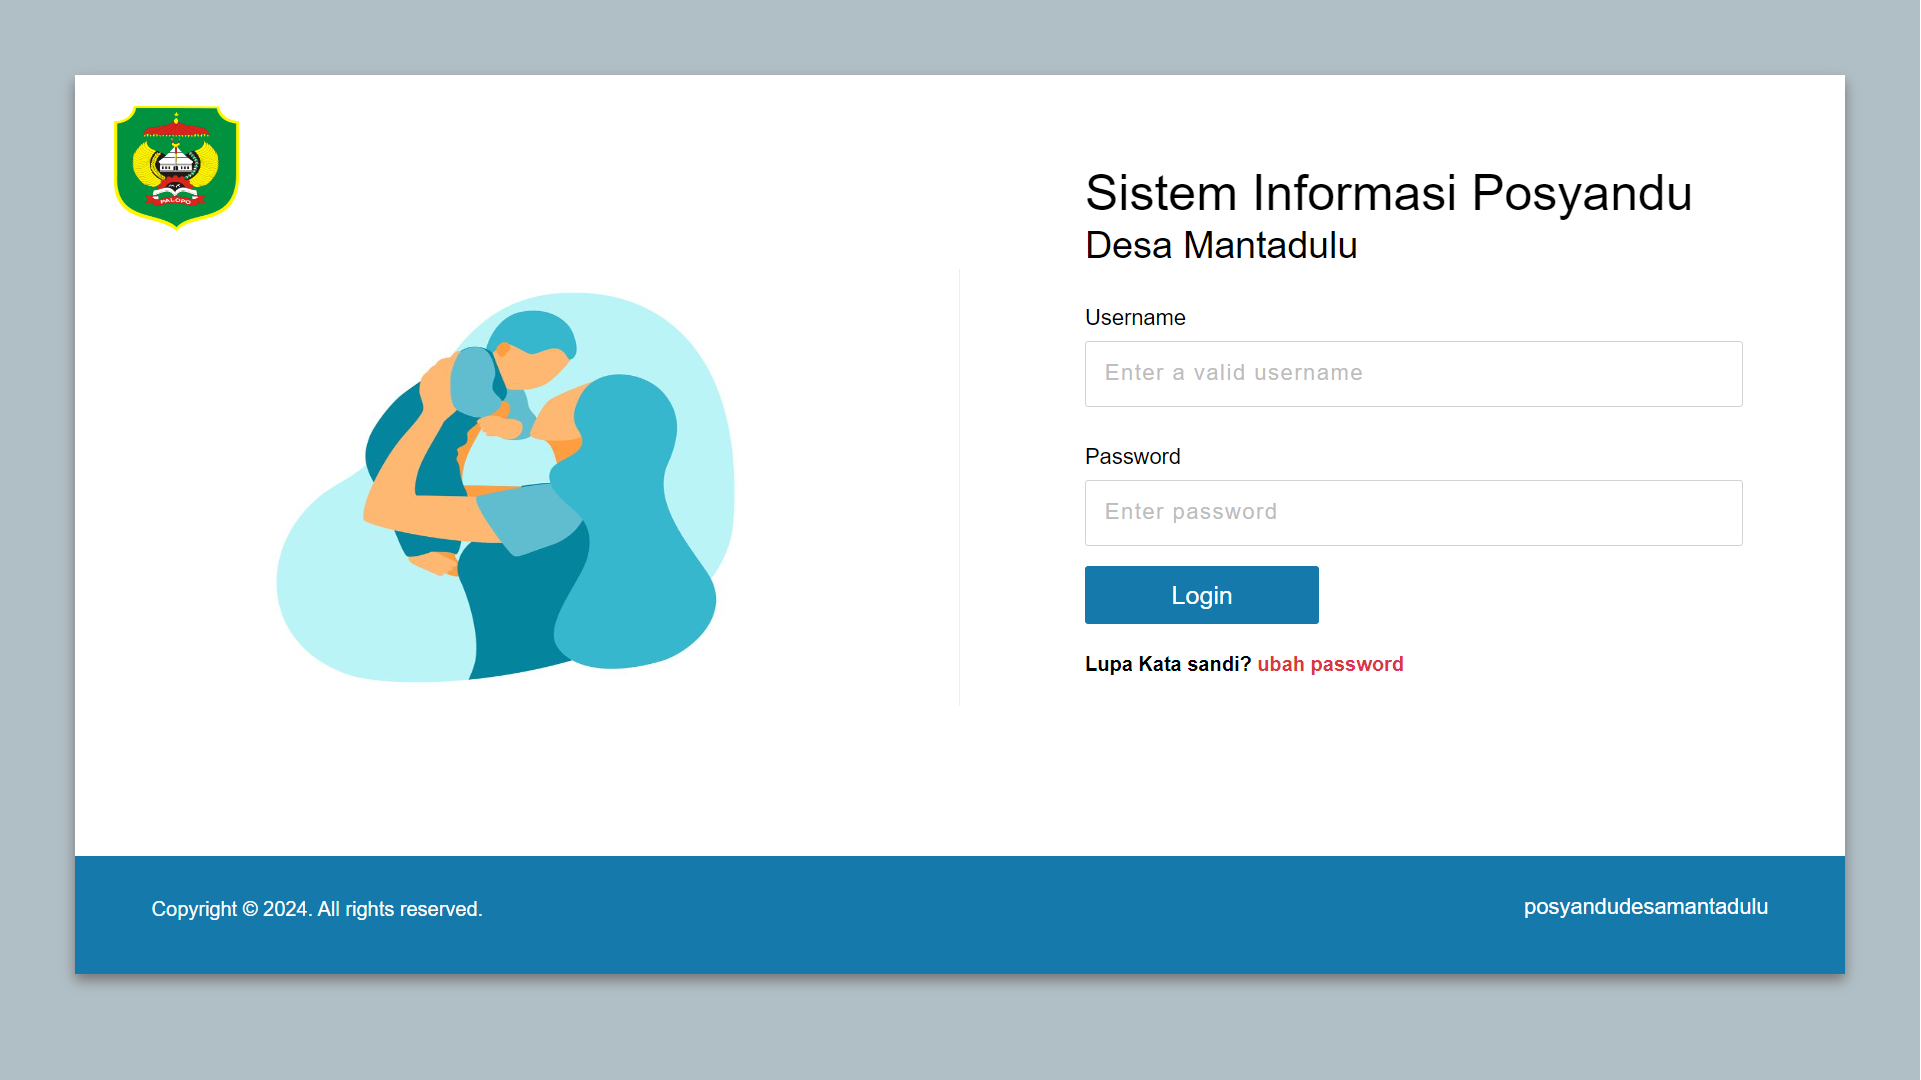 PALOPO
Sistem Informasi Posyandu
Desa Mantadulu
Username
Enter a valid username
Password
Enter password
Login
Lupa Kata sandi? ubah password
Copyright © 2024. All rights reserved.
posyandudesamantadulu